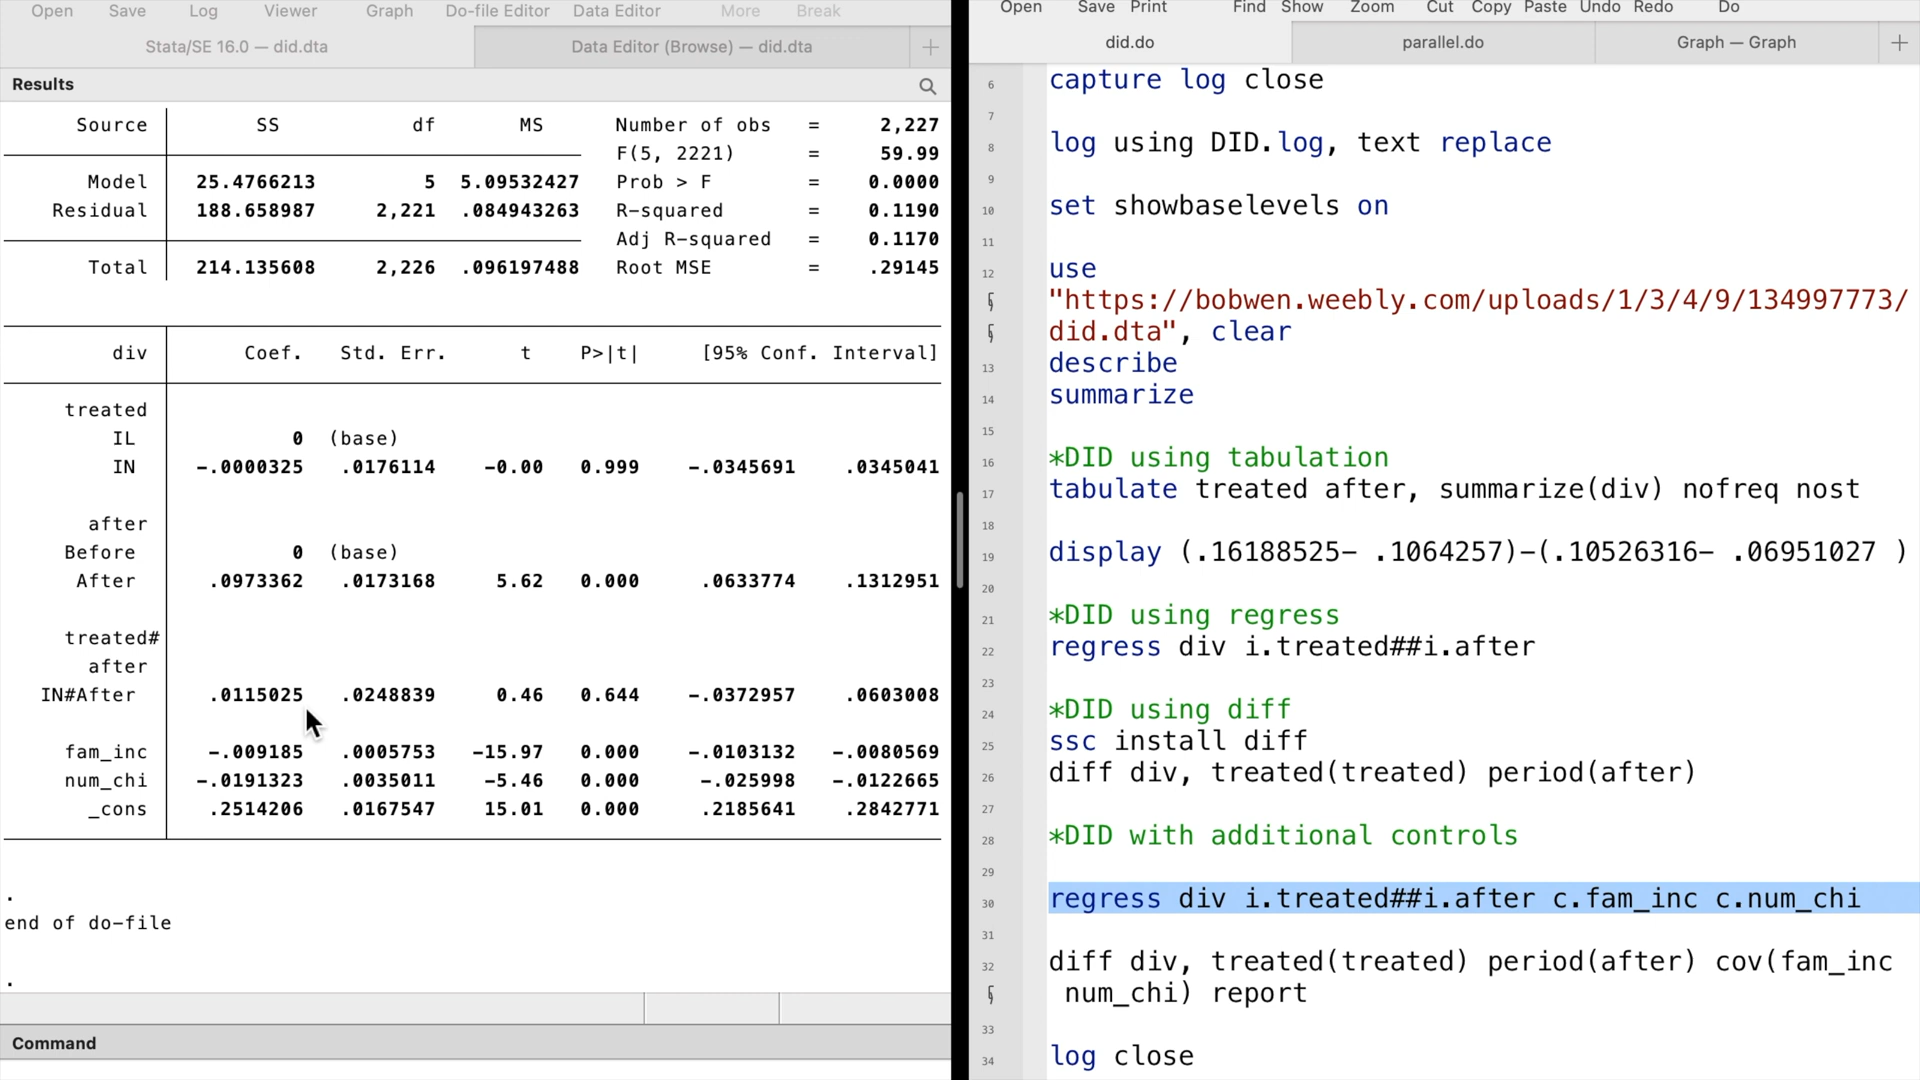 Open Save Log Viewer Graph Do-file Editor Data Editor More Break
Stata/SE 16.0 — did.dta Data Editor (Browse) — did.dta +
Results
Source SS df MS Number of obs = 2,227
F(5, 2221) = 59.99
Model 25.4766213 5 5.09532427 Prob > F = 0.0000
Residual 188.658987 2,221 .084943263 R-squared = 0.1190
Adj R-squared = 0.1170
Total 214.135608 2,226 .096197488 Root MSE = .29145
div Coef. Std. Err. t P>|t| [95% Conf. Interval]
treated
IL 0 (base)
IN -.0000325 .0176114 -0.00 0.999 -.0345691 .0345041
after
Before 0 (base)
After .0973362 .0173168 5.62 0.000 .0633774 .1312951
treated#
after
IN#After .0115025 .0248839 0.46 0.644 -.0372957 .0603008
fam_inc -.009185 .0005753 -15.97 0.000 -.0103132 -.0080569
num_chi -.0191323 .0035011 -5.46 0.000 -.025998 -.0122665
_cons .2514206 .0167547 15.01 0.000 .2185641 .2842771
.
end of do-file
.
Command
Open Save Print Find Show Zoom Cut Copy Paste Undo Redo Do
did.do parallel.do Graph — Graph +
6 capture log close
7
8 log using DID.log, text replace
9
10 set showbaselevels on
11
12 use
"https://bobwen.weebly.com/uploads/1/3/4/9/134997773/
did.dta", clear
13 describe
14 summarize
15
16 *DID using tabulation
17 tabulate treated after, summarize(div) nofreq nost
18
19 display (.16188525- .1064257)-(.10526316- .06951027 )
20
21 *DID using regress
22 regress div i.treated##i.after
23
24 *DID using diff
25 ssc install diff
26 diff div, treated(treated) period(after)
27
28 *DID with additional controls
29
30 regress div i.treated##i.after c.fam_inc c.num_chi
31
32 diff div, treated(treated) period(after) cov(fam_inc
num_chi) report
33
34 log close